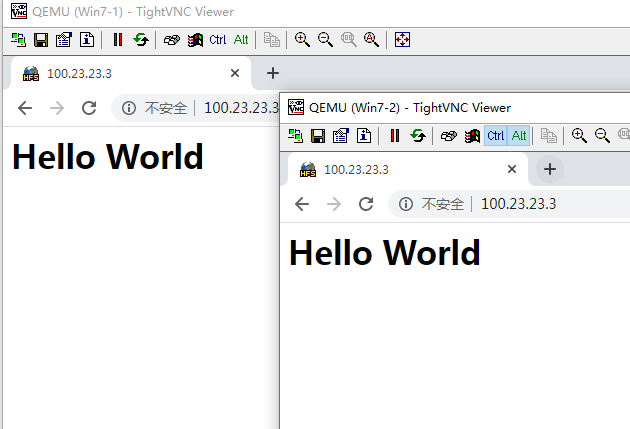 QEMU (Win7-1) - TightVNC Viewer
Ctrl Alt
100.23.23.3
不安全 100.23.23.3
Hello World
QEMU (Win7-2) - TightVNC Viewer
Ctrl Alt
100.23.23.3
不安全 100.23.23.3
Hello World